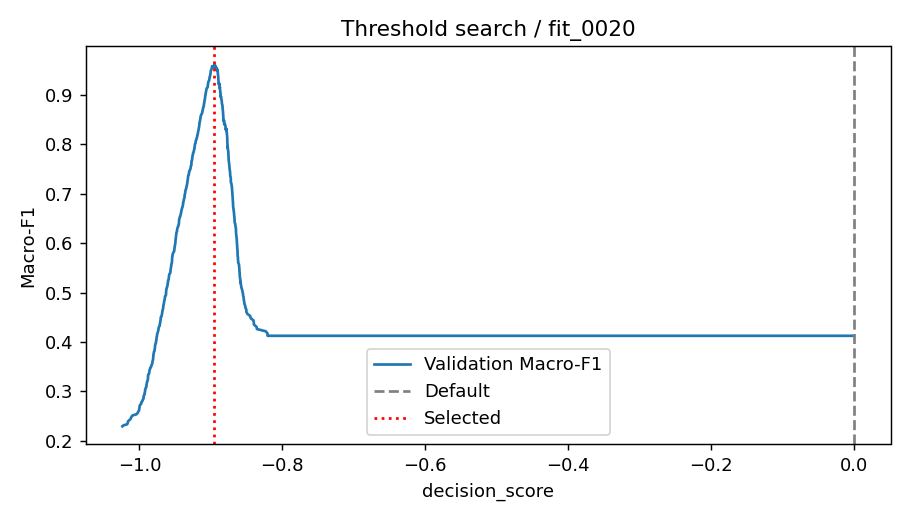 Threshold search / fit_0020
Macro-F1
0.9
0.8
0.7
0.6
0.5
0.4
0.3
0.2
Validation Macro-F1
Default
Selected
−1.0 −0.8 −0.6 −0.4 −0.2 0.0
decision_score